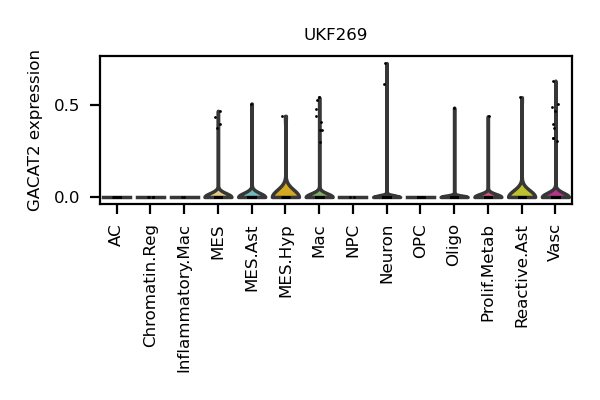 UKF269
GACAT2 expression
0.5
0.0
AC
Chromatin.Reg
Inflammatory.Mac
MES
MES.Ast
MES.Hyp
Mac
NPC
Neuron
OPC
Oligo
Prolif.Metab
Reactive.Ast
Vasc